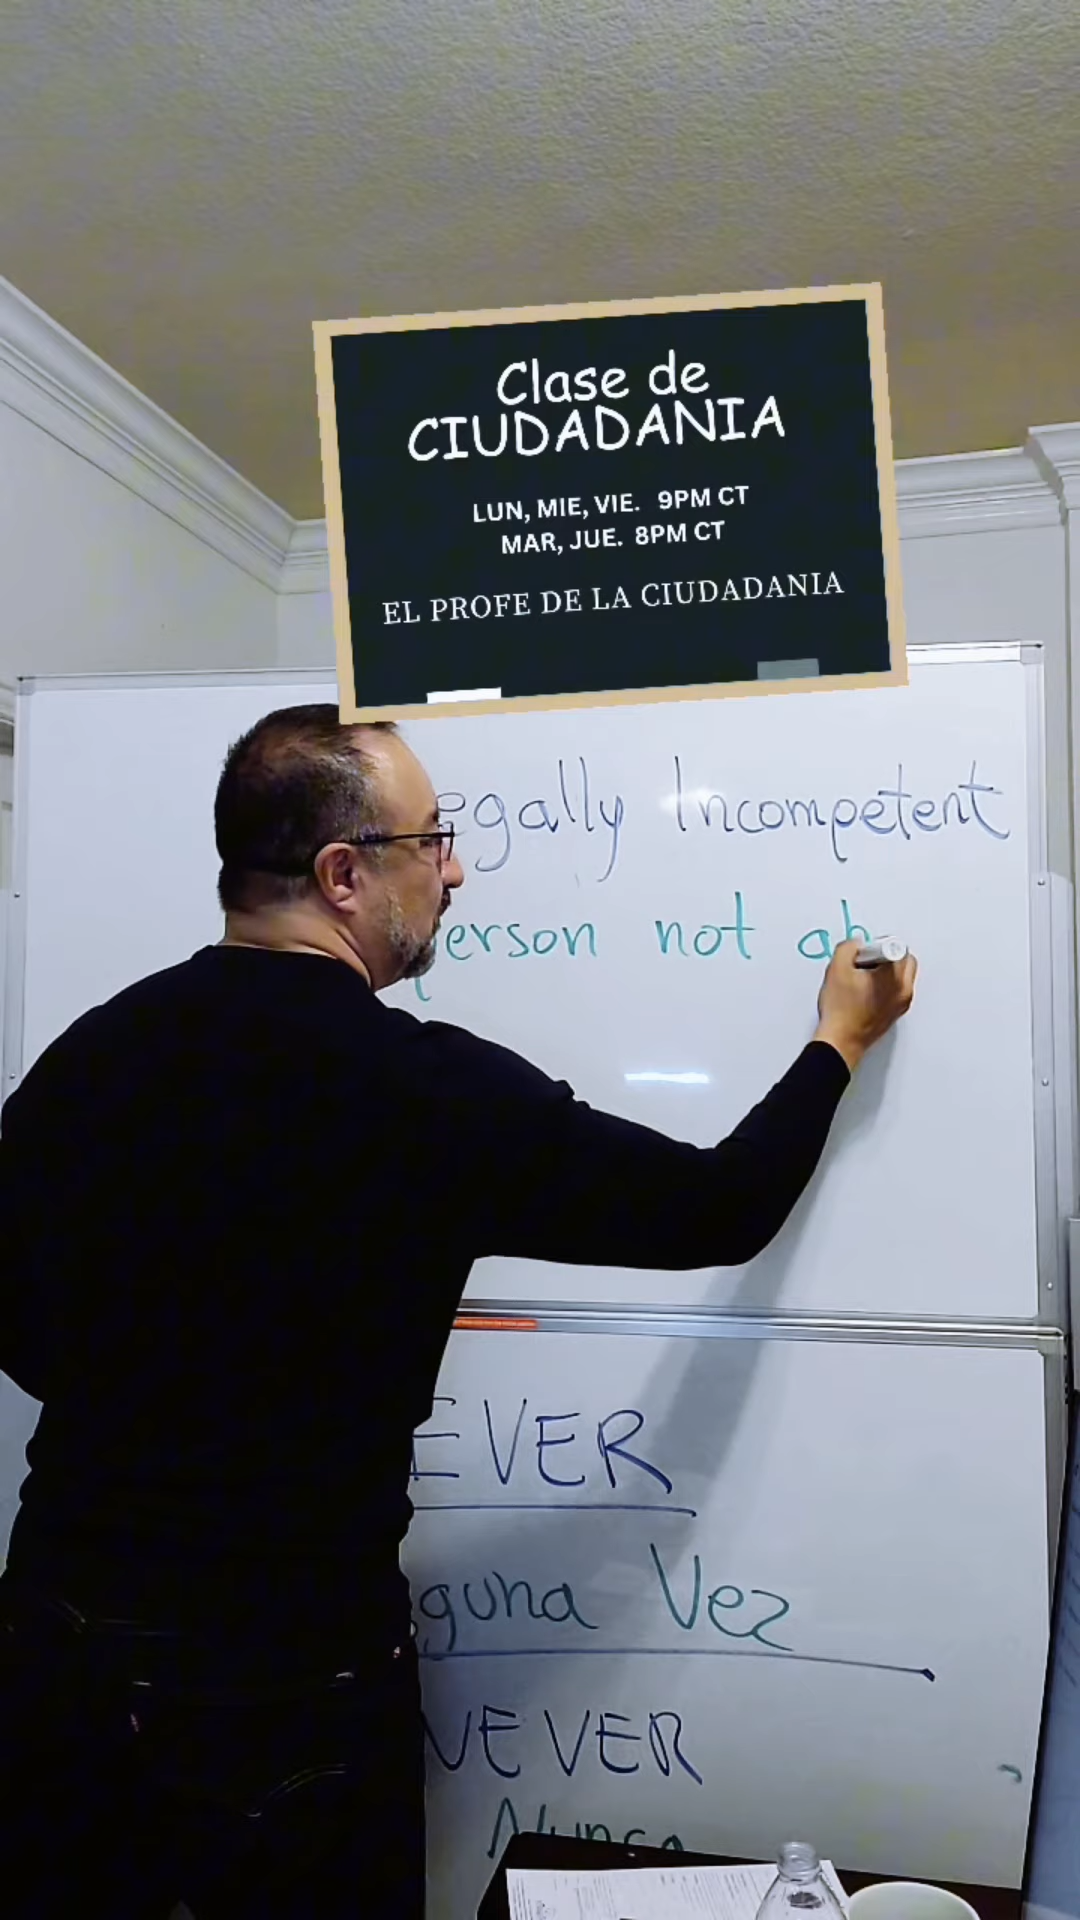 Clase de
CIUDADANIA
LUN, MIE, VIE. 9PM CT
MAR, JUE. 8PM CT
EL PROFE DE LA CIUDADANIA
egally Incompetent
person not ab
EVER
guna Vez
NEVER
Nunca